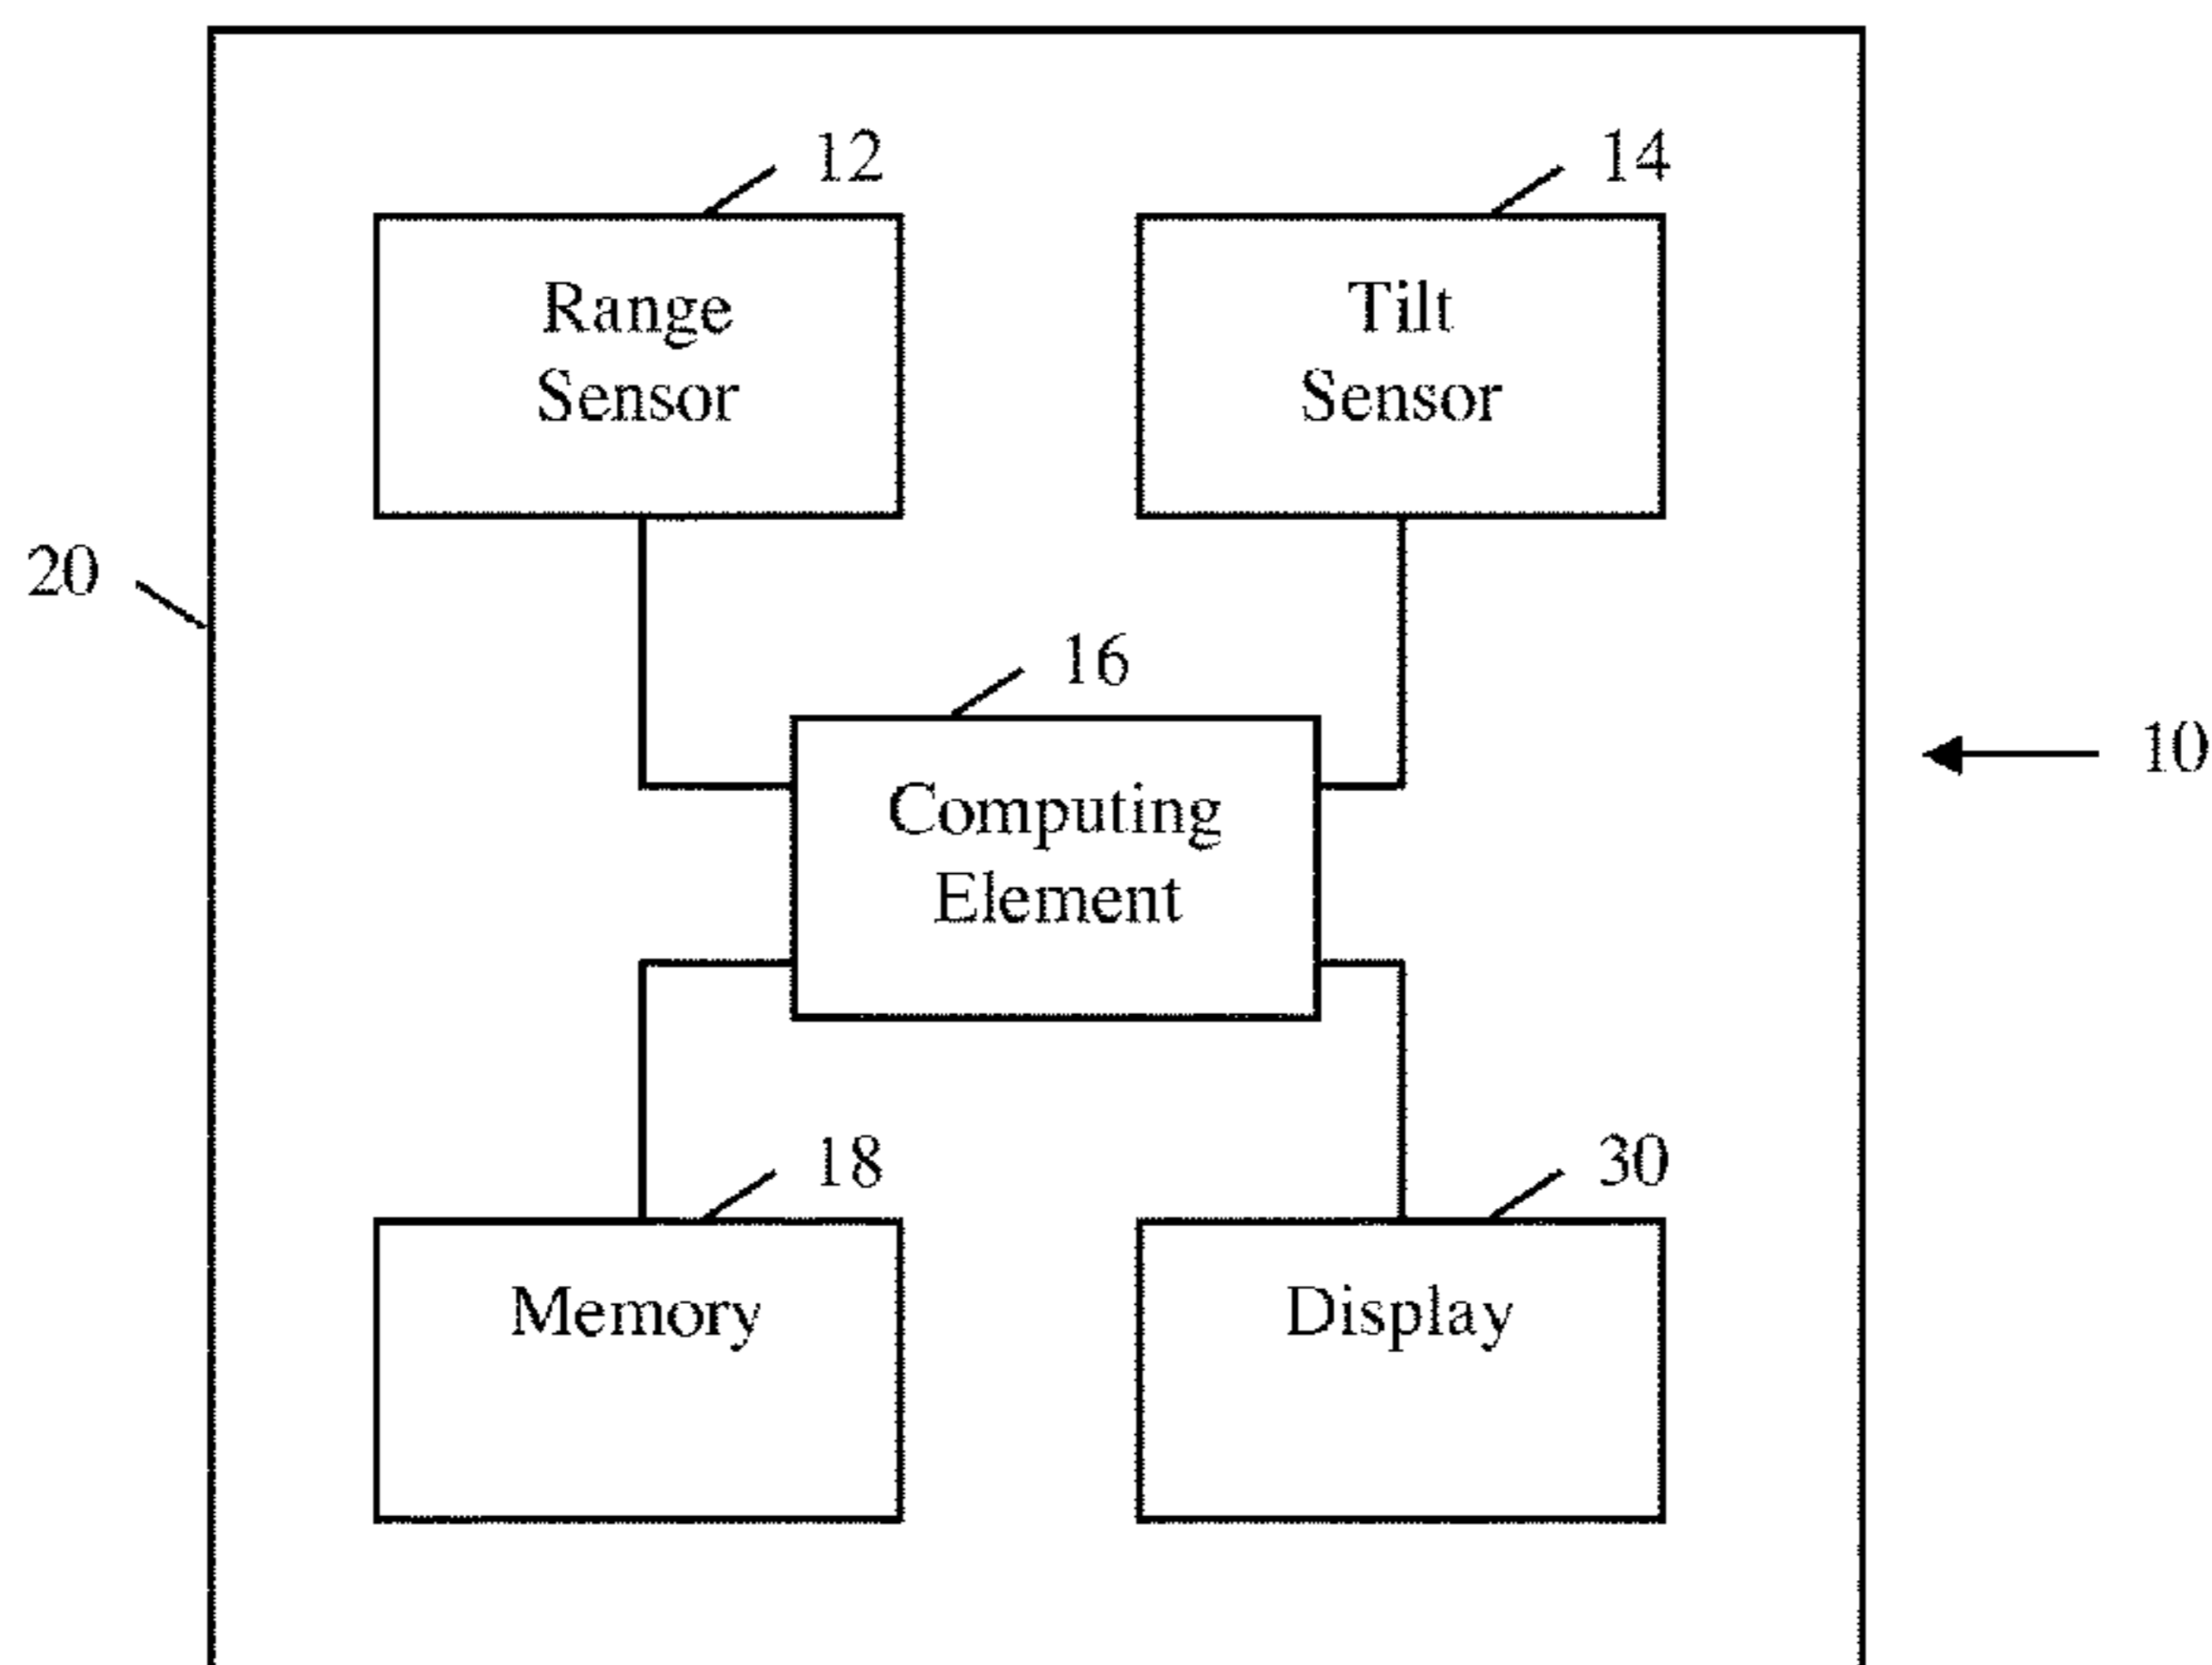 12
14
Range
Sensor
Tilt
Sensor
20
16
10
Computing
Element
18
30
Memory
Display